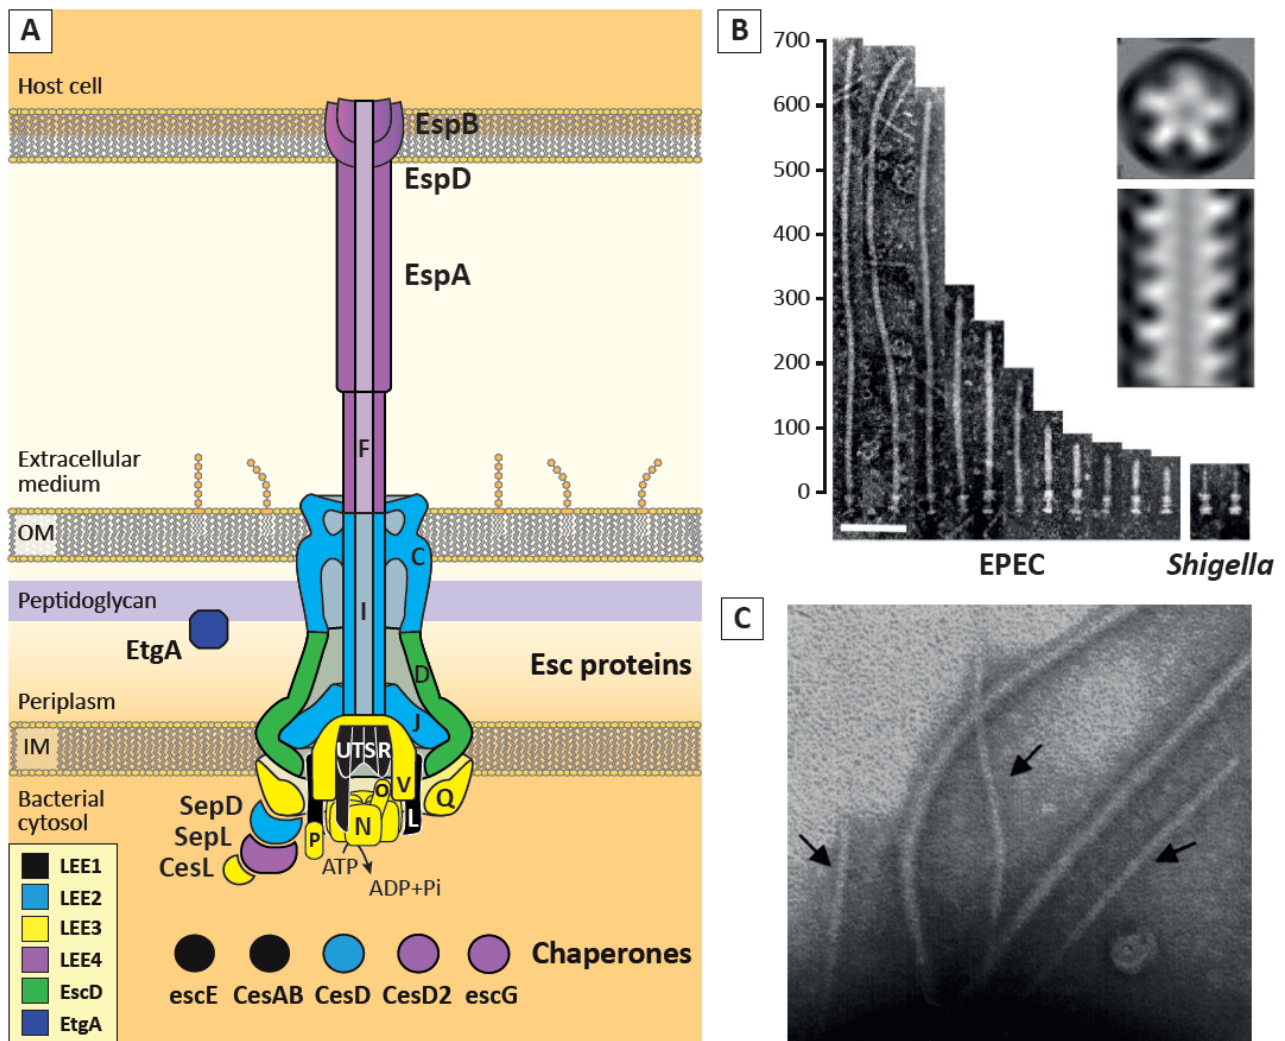 A
Host cell
EspB
EspD
EspA
F
Extracellular
medium
OM
C
Peptidoglycan
I
EtgA
Esc proteins
D
Periplasm
J
IM
UTSR
V
O
Q
Bacterial
cytosol
SepD
SepL
CesL
P
N
L
ATP
ADP+Pi
LEE1
LEE2
LEE3
LEE4
EscD
EtgA
Chaperones
escE CesAB CesD CesD2 escG
B
700
600
500
400
300
200
100
0
EPEC
Shigella
C